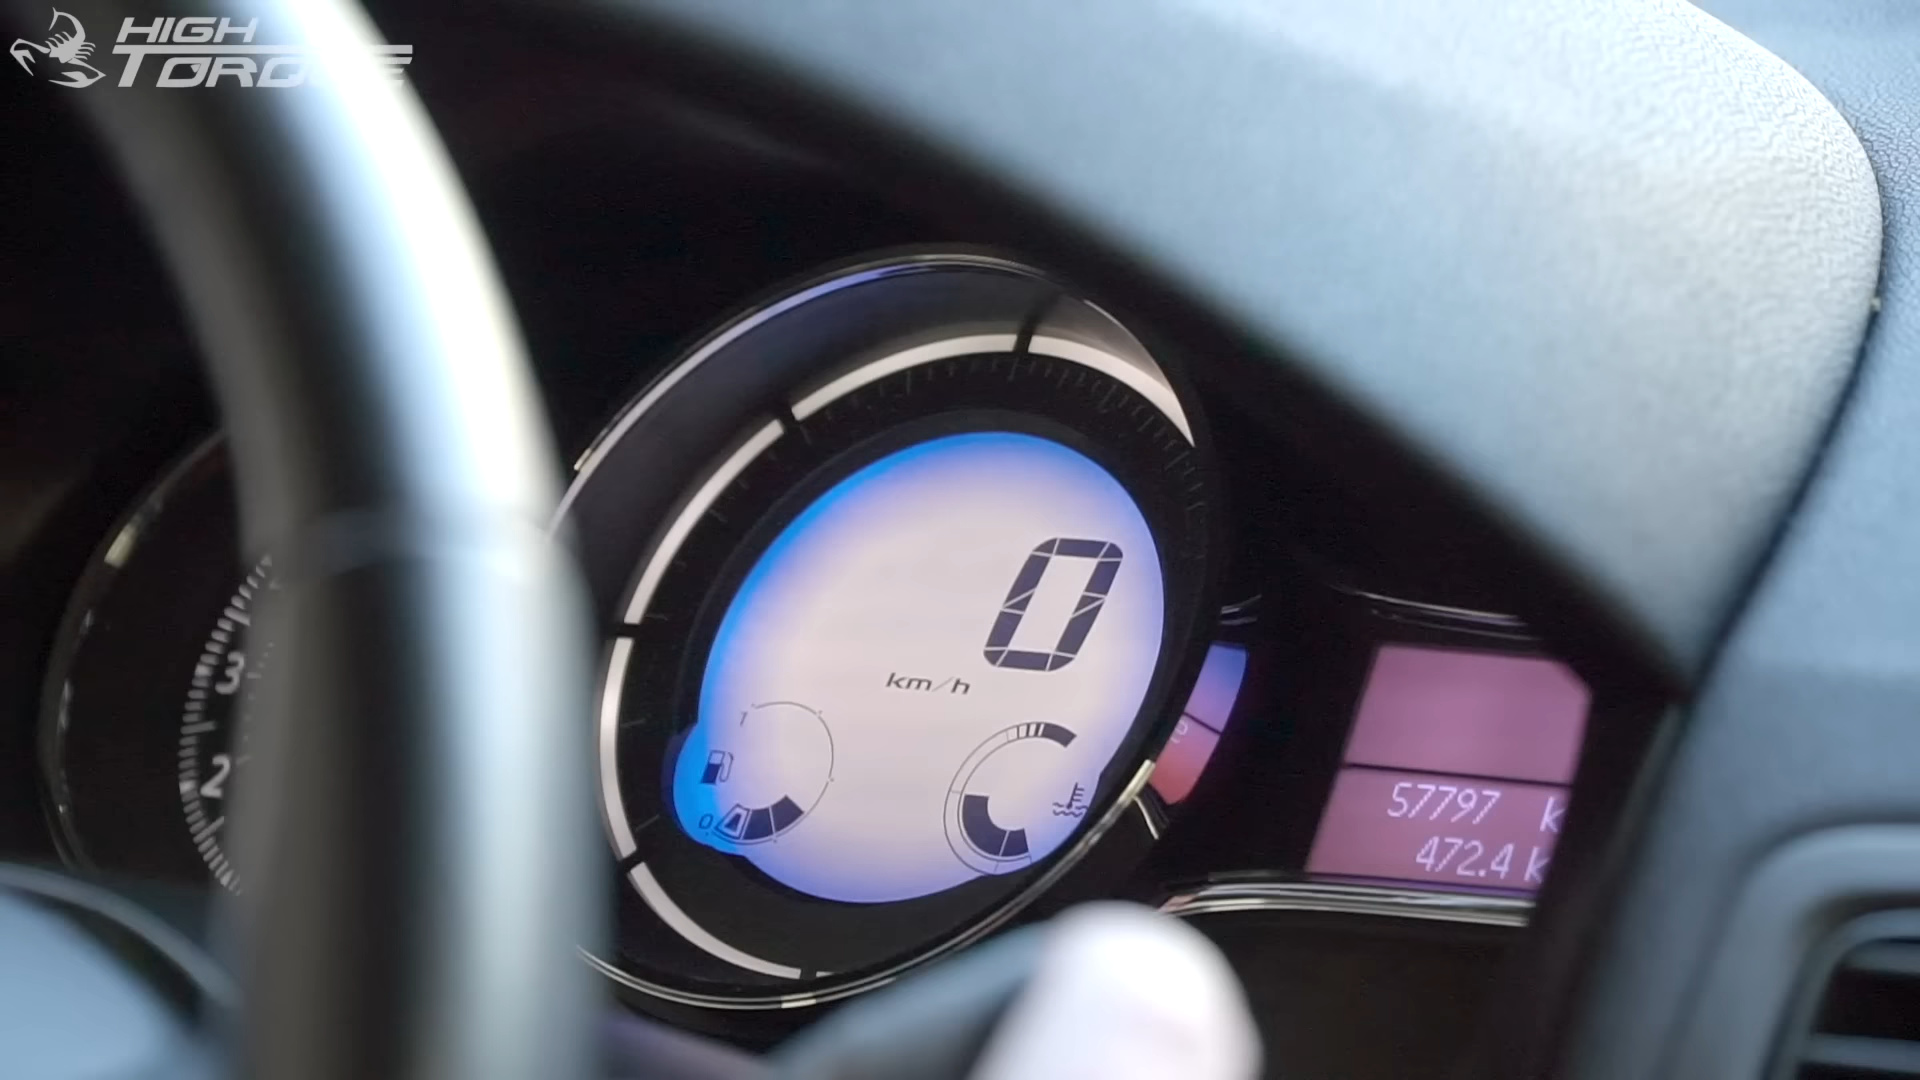 HIGH
TORQUE
0
km/h
1
0
3
2
57797 K
472.4 K